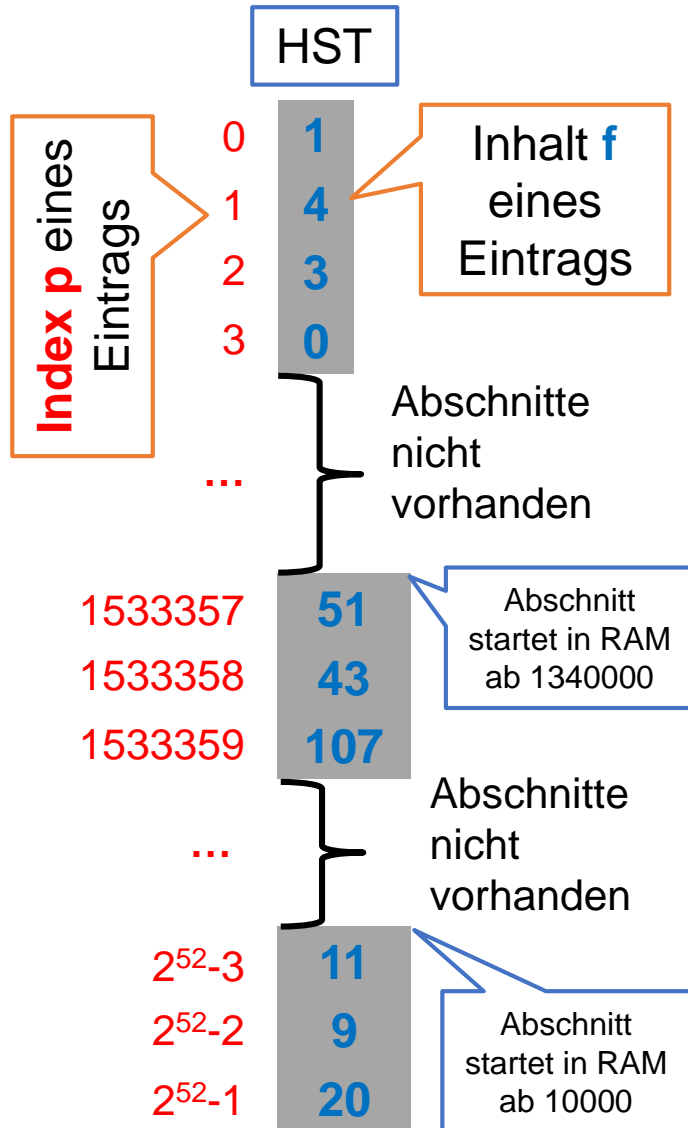 HST
Index p eines
Eintrags
0 1
1 4
2 3
3 0
Inhalt f
eines
Eintrags
...
Abschnitte
nicht
vorhanden
1533357 51
1533358 43
1533359 107
Abschnitt
startet in RAM
ab 1340000
...
Abschnitte
nicht
vorhanden
2⁵²-3 11
2⁵²-2 9
2⁵²-1 20
Abschnitt
startet in RAM
ab 10000